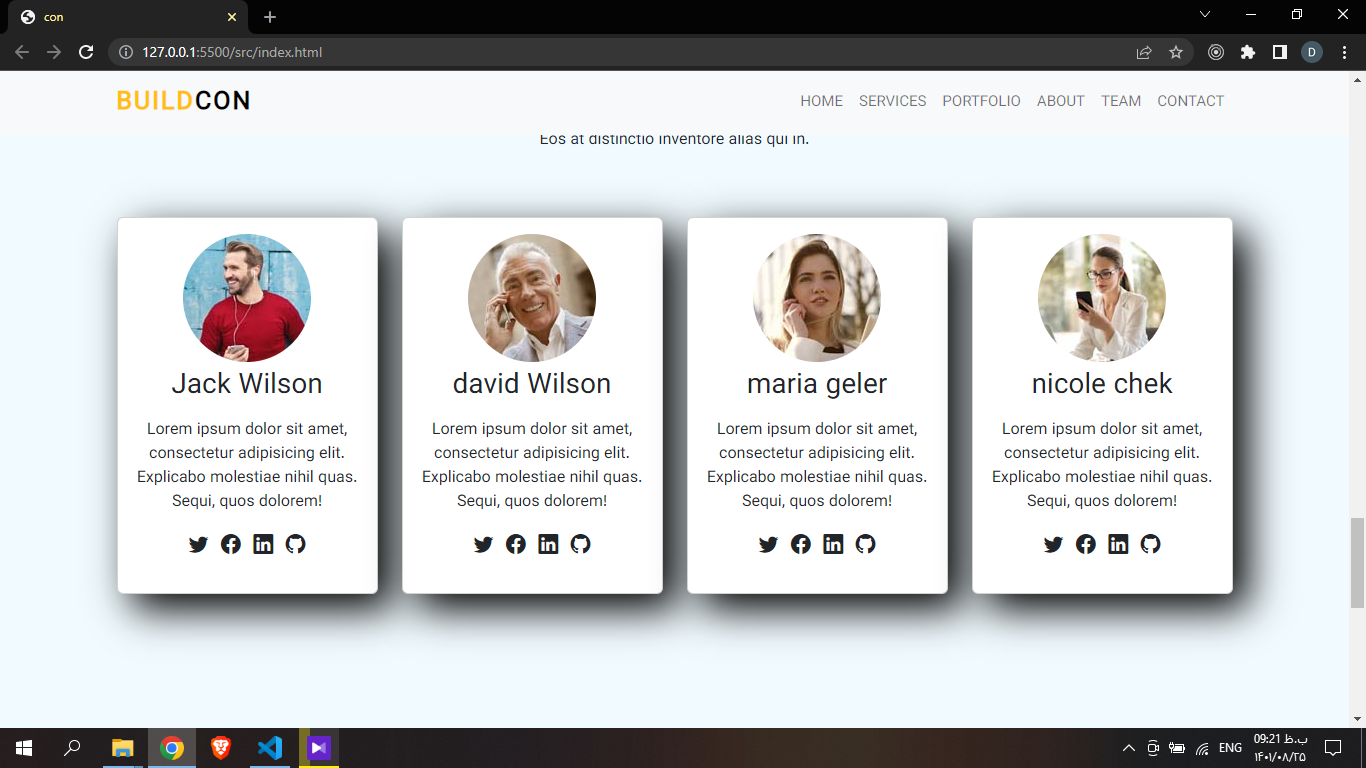 con
127.0.0.1:5500/src/index.html
D
BUILDCON
HOME SERVICES PORTFOLIO ABOUT TEAM CONTACT
Eos at distinctio inventore alias qui in.
Jack Wilson
Lorem ipsum dolor sit amet,
consectetur adipisicing elit.
Explicabo molestiae nihil quas.
Sequi, quos dolorem!
david Wilson
Lorem ipsum dolor sit amet,
consectetur adipisicing elit.
Explicabo molestiae nihil quas.
Sequi, quos dolorem!
maria geler
Lorem ipsum dolor sit amet,
consectetur adipisicing elit.
Explicabo molestiae nihil quas.
Sequi, quos dolorem!
nicole chek
Lorem ipsum dolor sit amet,
consectetur adipisicing elit.
Explicabo molestiae nihil quas.
Sequi, quos dolorem!
ENG
09:21 ب.ظ
۱۴۰۱/۰۸/۲۵